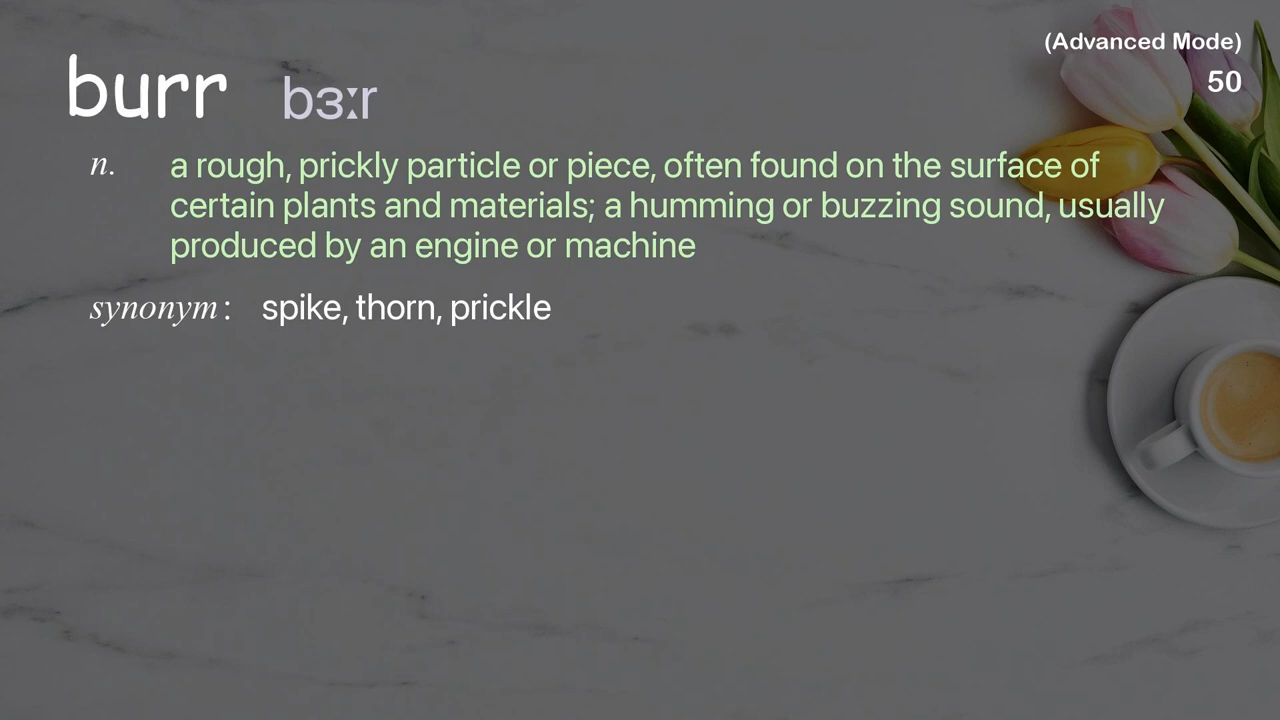 (Advanced Mode)
burr bɜːr
50
n. a rough, prickly particle or piece, often found on the surface of
certain plants and materials; a humming or buzzing sound, usually
produced by an engine or machine
synonym: spike, thorn, prickle